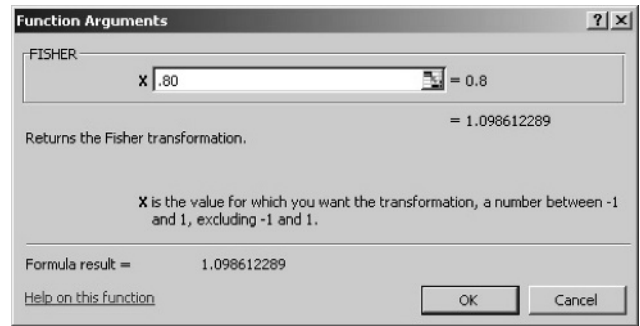 Function Arguments
FISHER
X .80 = 0.8
= 1.098612289
Returns the Fisher transformation.
X is the value for which you want the transformation, a number between -1
and 1, excluding -1 and 1.
Formula result = 1.098612289
Help on this function OK Cancel